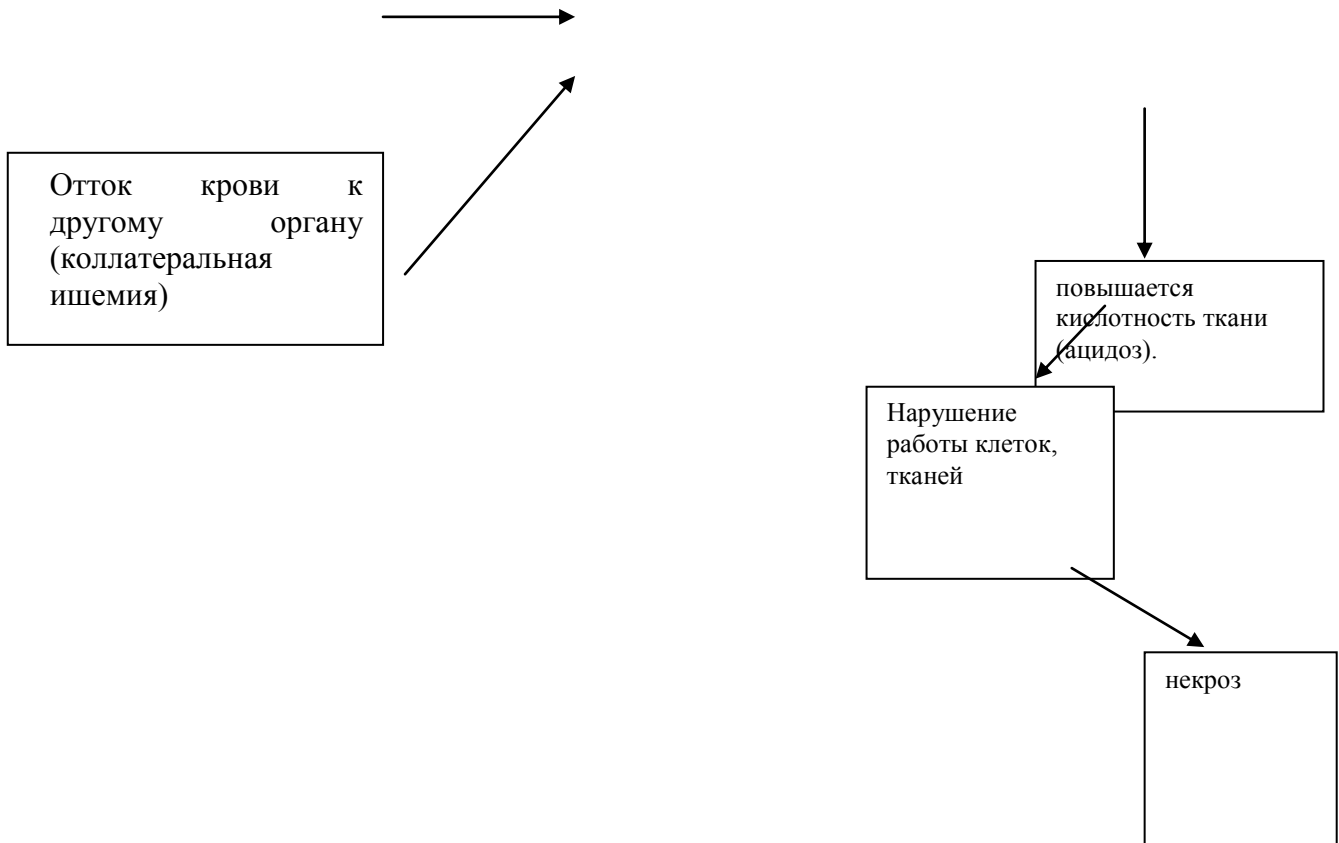 Отток крови к
другому органу
(коллатеральная
ишемия)
повышается
кислотность ткани
(ацидоз).
Нарушение
работы клеток,
тканей
некроз